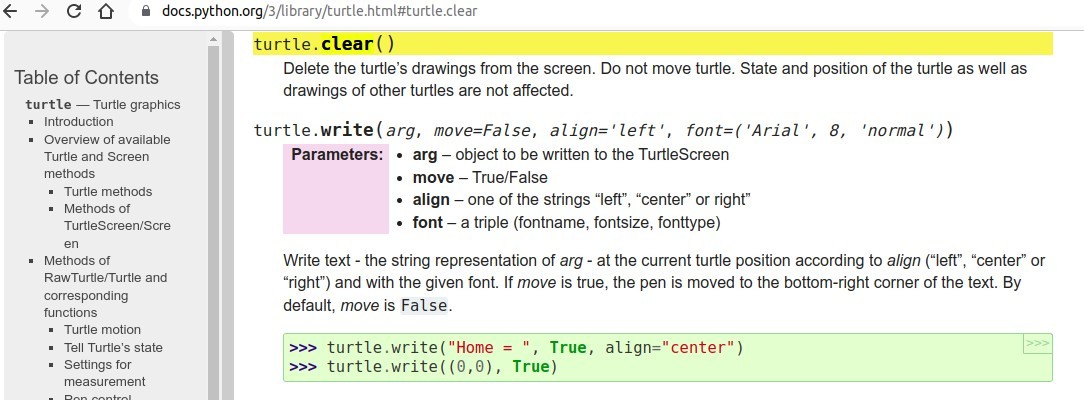 docs.python.org/3/library/turtle.html#turtle.clear
Table of Contents
turtle — Turtle graphics
Introduction
Overview of available
Turtle and Screen
methods
Turtle methods
Methods of
TurtleScreen/Scre
en
Methods of
RawTurtle/Turtle and
corresponding
functions
Turtle motion
Tell Turtle's state
Settings for
measurement
Pen control
turtle.clear()
Delete the turtle's drawings from the screen. Do not move turtle. State and position of the turtle as well as
drawings of other turtles are not affected.
turtle.write(arg, move=False, align='left', font=('Arial', 8, 'normal'))
Parameters:
• arg – object to be written to the TurtleScreen
• move – True/False
• align – one of the strings “left”, “center” or right”
• font – a triple (fontname, fontsize, fonttype)
Write text - the string representation of arg - at the current turtle position according to align (“left”, “center” or
“right”) and with the given font. If move is true, the pen is moved to the bottom-right corner of the text. By
default, move is False.
>>>
>>> turtle.write("Home = ", True, align="center")
>>> turtle.write((0,0), True)